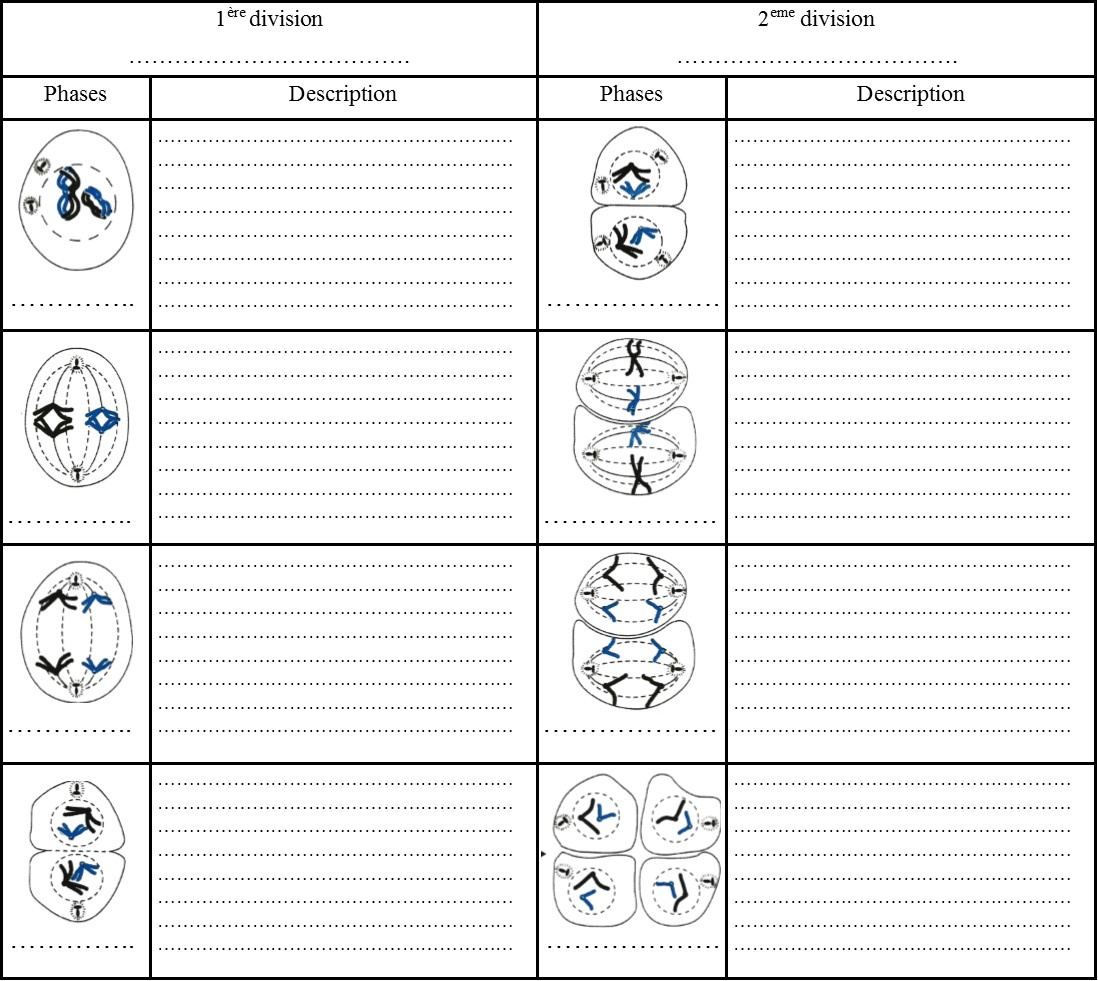 1ère division
2eme division
……………………………….
……………………………….
Phases
Description
Phases
Description